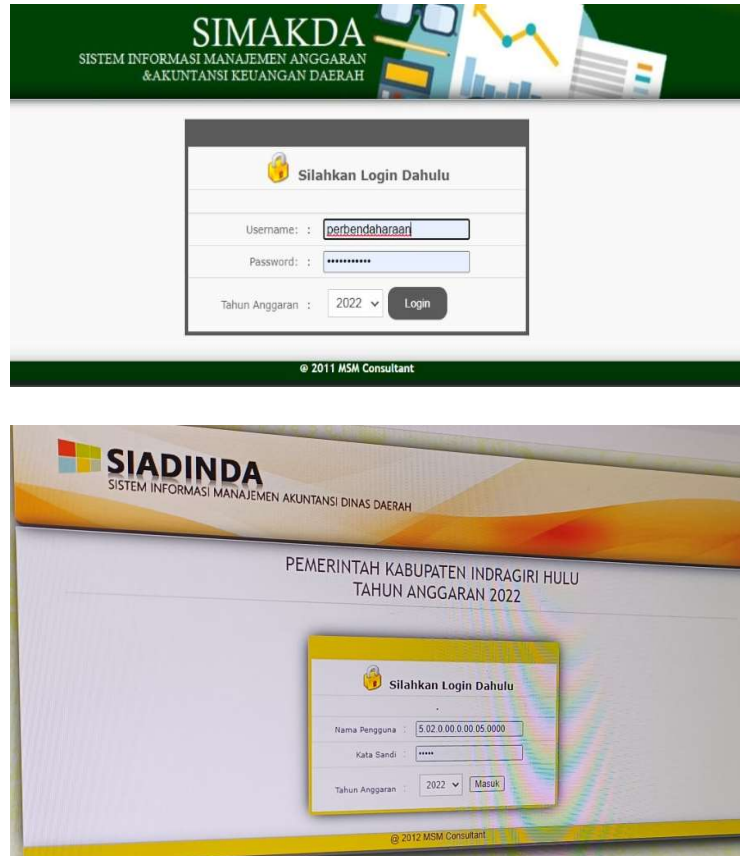 SIMAKDA
SISTEM INFORMASI MANAJEMEN ANGGARAN
&AKUNTANSI KEUANGAN DAERAH
Silahkan Login Dahulu
Username: : perbendaharaan
Password: : •••••••••••
Tahun Anggaran : 2022 Login
@ 2011 MSM Consultant
SIADINDA
SISTEM INFORMASI MANAJEMEN AKUNTANSI DINAS DAERAH
PEMERINTAH KABUPATEN INDRAGIRI HULU
TAHUN ANGGARAN 2022
Silahkan Login Dahulu
.
Nama Pengguna : 5.02.0.00.0.00.05.0000
Kata Sandi : •••••
Tahun Anggaran : 2022 Masuk
@ 2012 MSM Consultant